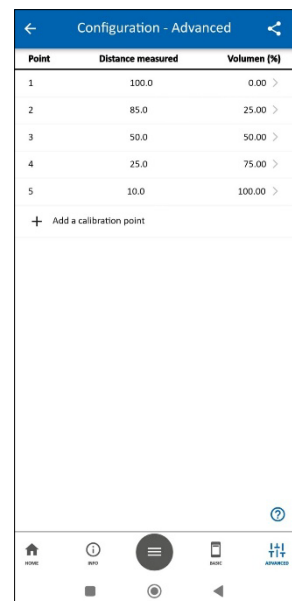 Configuration - Advanced
Point Distance measured Volumen (%)
1 100.0 0.00
2 85.0 25.00
3 50.0 50.00
4 25.0 75.00
5 10.0 100.00
+ Add a calibration point
HOME INFO BASIC ADVANCED